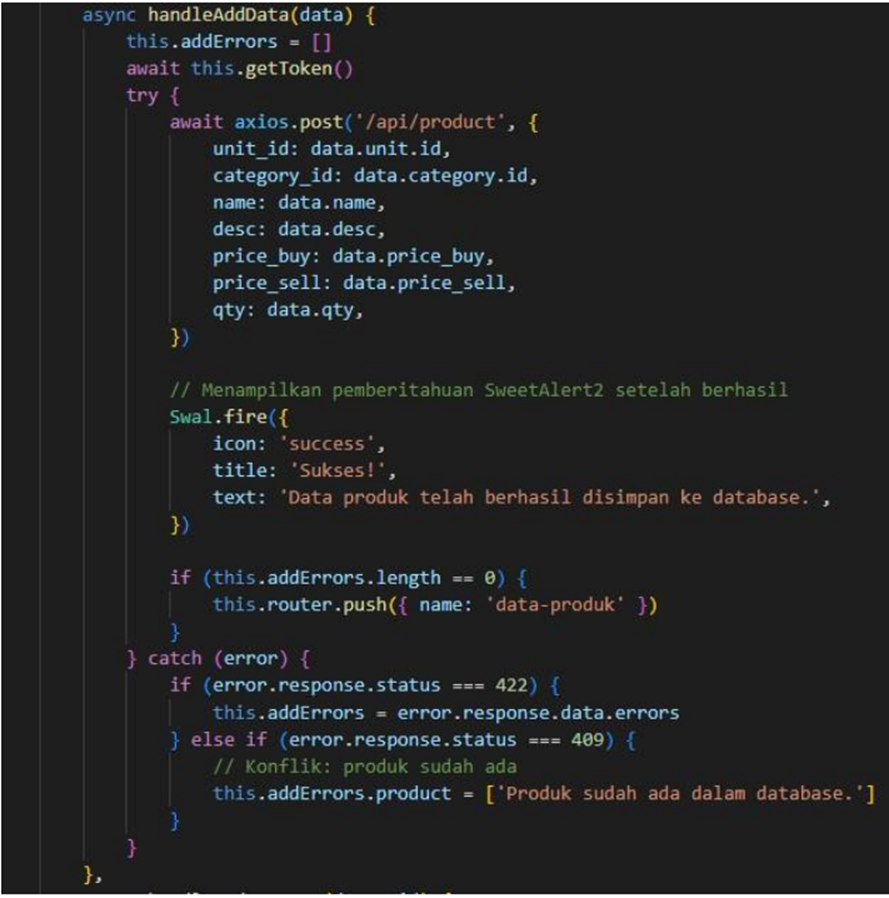 async handleAddData(data) {
this.addErrors = []
await this.getToken()
try {
await axios.post('/api/product', {
unit_id: data.unit.id,
category_id: data.category.id,
name: data.name,
desc: data.desc,
price_buy: data.price_buy,
price_sell: data.price_sell,
qty: data.qty,
})
// Menampilkan pemberitahuan SweetAlert2 setelah berhasil
Swal.fire({
icon: 'success',
title: 'Sukses!',
text: 'Data produk telah berhasil disimpan ke database.',
})
if (this.addErrors.length == 0) {
this.router.push({ name: 'data-produk' })
}
} catch (error) {
if (error.response.status === 422) {
this.addErrors = error.response.data.errors
} else if (error.response.status === 409) {
// Konflik: produk sudah ada
this.addErrors.product = ['Produk sudah ada dalam database.']
}
}
},